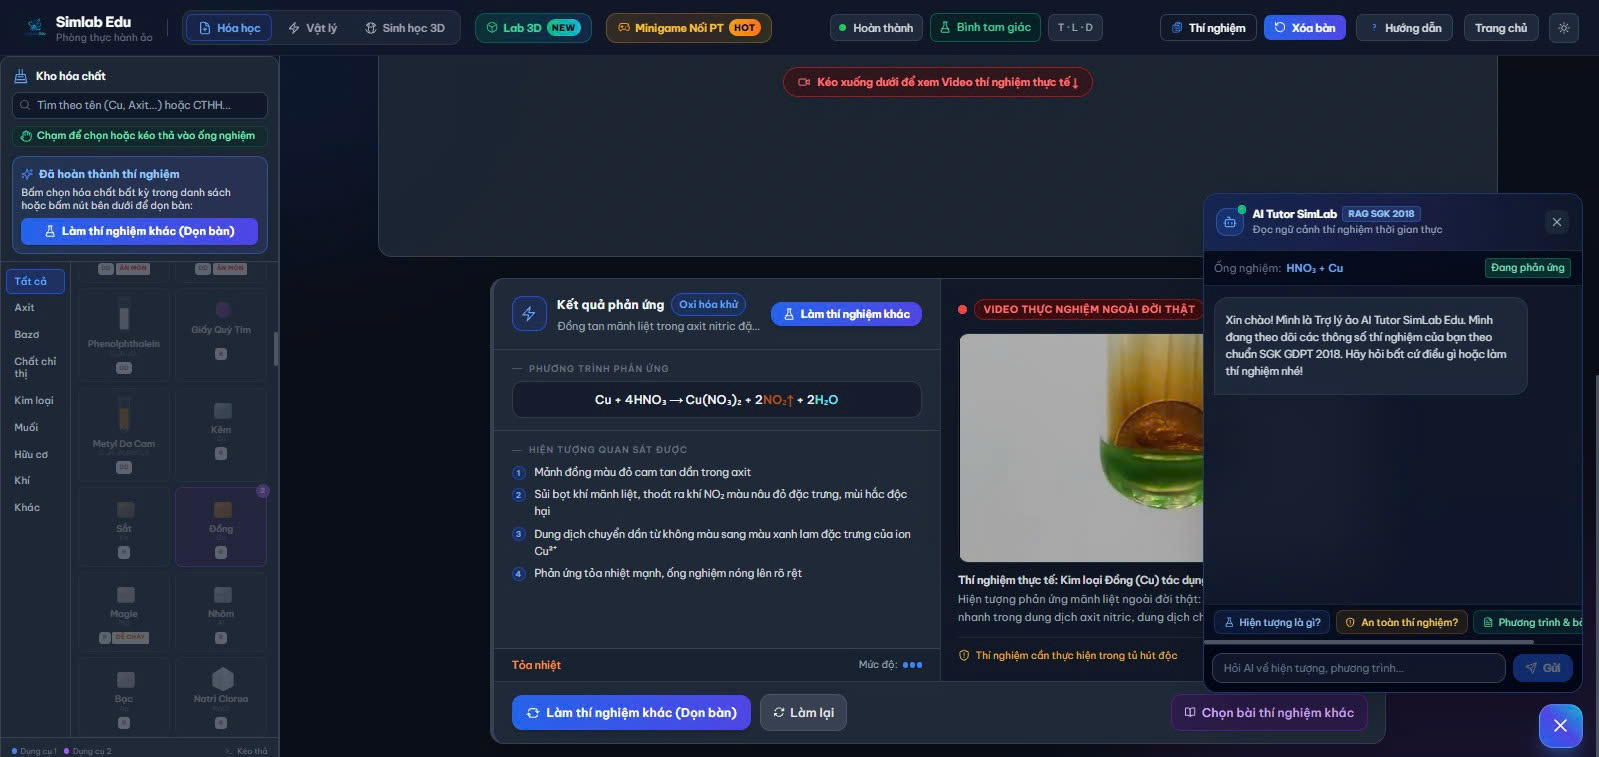 Simlab Edu
Phòng thực hành ảo
Hóa học
Vật lý
Sinh học 3D
Lab 3D NEW
Minigame Nối PT HOT
Hoàn thành
Bình tam giác
T · L · D
Thí nghiệm
Xóa bàn
? Hướng dẫn
Trang chủ
Kho hóa chất
Tìm theo tên (Cu, Axit...) hoặc CTHH...
Chạm để chọn hoặc kéo thả vào ống nghiệm
Đã hoàn thành thí nghiệm
Bấm chọn hóa chất bất kỳ trong danh sách
hoặc bấm nút bên dưới để dọn bàn:
Làm thí nghiệm khác (Dọn bàn)
Tất cả
Axit
Bazơ
Chất chỉ
thị
Kim loại
Muối
Hữu cơ
Khí
Khác
DD ĂN MÒN
DD ĂN MÒN
Phenolphthalein
DD
Giấy Quỳ Tím
R
Metyl Da Cam
DD
Kẽm
R
Sắt
R
2
Đồng
R
Magie
R DỄ CHÁY
Nhôm
R
Bạc
R
Natri Clorua
R
Dụng cụ 1
Dụng cụ 2
Kéo thả
Kéo xuống dưới để xem Video thí nghiệm thực tế ↓
Kết quả phản ứng
Oxi hóa khử
Đồng tan mãnh liệt trong axit nitric đặ...
Làm thí nghiệm khác
PHƯƠNG TRÌNH PHẢN ỨNG
Cu + 4HNO₃ → Cu(NO₃)₂ + 2NO₂↑ + 2H₂O
HIỆN TƯỢNG QUAN SÁT ĐƯỢC
1 Mảnh đồng màu đỏ cam tan dần trong axit
2 Sủi bọt khí mãnh liệt, thoát ra khí NO₂ màu nâu đỏ đặc trưng, mùi hắc độc
hại
3 Dung dịch chuyển dần từ không màu sang màu xanh lam đặc trưng của ion
Cu²⁺
4 Phản ứng tỏa nhiệt mạnh, ống nghiệm nóng lên rõ rệt
Tỏa nhiệt
Mức độ:
VIDEO THỰC NGHIỆM NGOÀI ĐỜI THẬT
Thí nghiệm thực tế: Kim loại Đồng (Cu) tác dụng
Hiện tượng phản ứng mãnh liệt ngoài đời thật:
nhanh trong dung dịch axit nitric, dung dịch ch
Thí nghiệm cần thực hiện trong tủ hút độc
Làm thí nghiệm khác (Dọn bàn)
Làm lại
Chọn bài thí nghiệm khác
AI Tutor SimLab RAG SGK 2018
Đọc ngữ cảnh thí nghiệm thời gian thực
Ống nghiệm: HNO₃ + Cu
Đang phản ứng
Xin chào! Mình là Trợ lý ảo AI Tutor SimLab Edu. Mình
đang theo dõi các thông số thí nghiệm của bạn theo
chuẩn SGK GDPT 2018. Hãy hỏi bất cứ điều gì hoặc làm
thí nghiệm nhé!
Hiện tượng là gì?
An toàn thí nghiệm?
Phương trình &
Hỏi AI về hiện tượng, phương trình...
Gửi